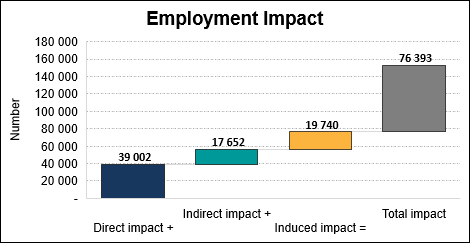 Employment Impact
Number
180 000
160 000
140 000
120 000
100 000
80 000
60 000
40 000
20 000
-
39 002
17 652
19 740
76 393
Direct impact +
Indirect impact +
Induced impact =
Total impact